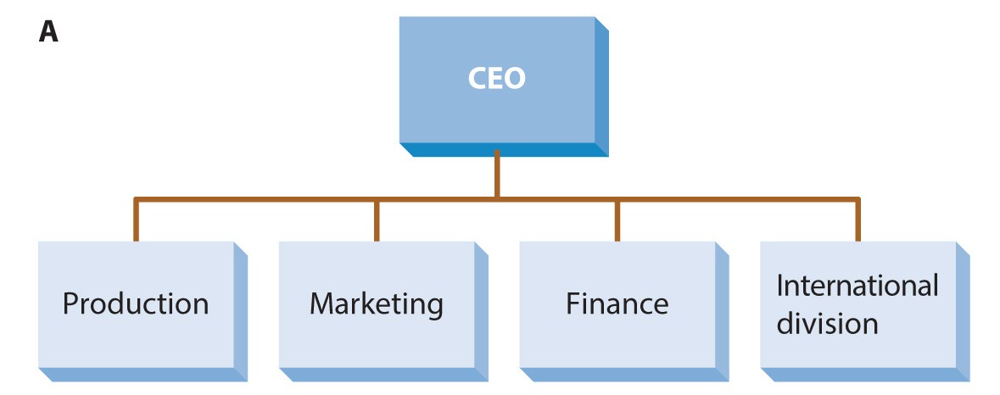 A
CEO
Production
Marketing
Finance
International
division